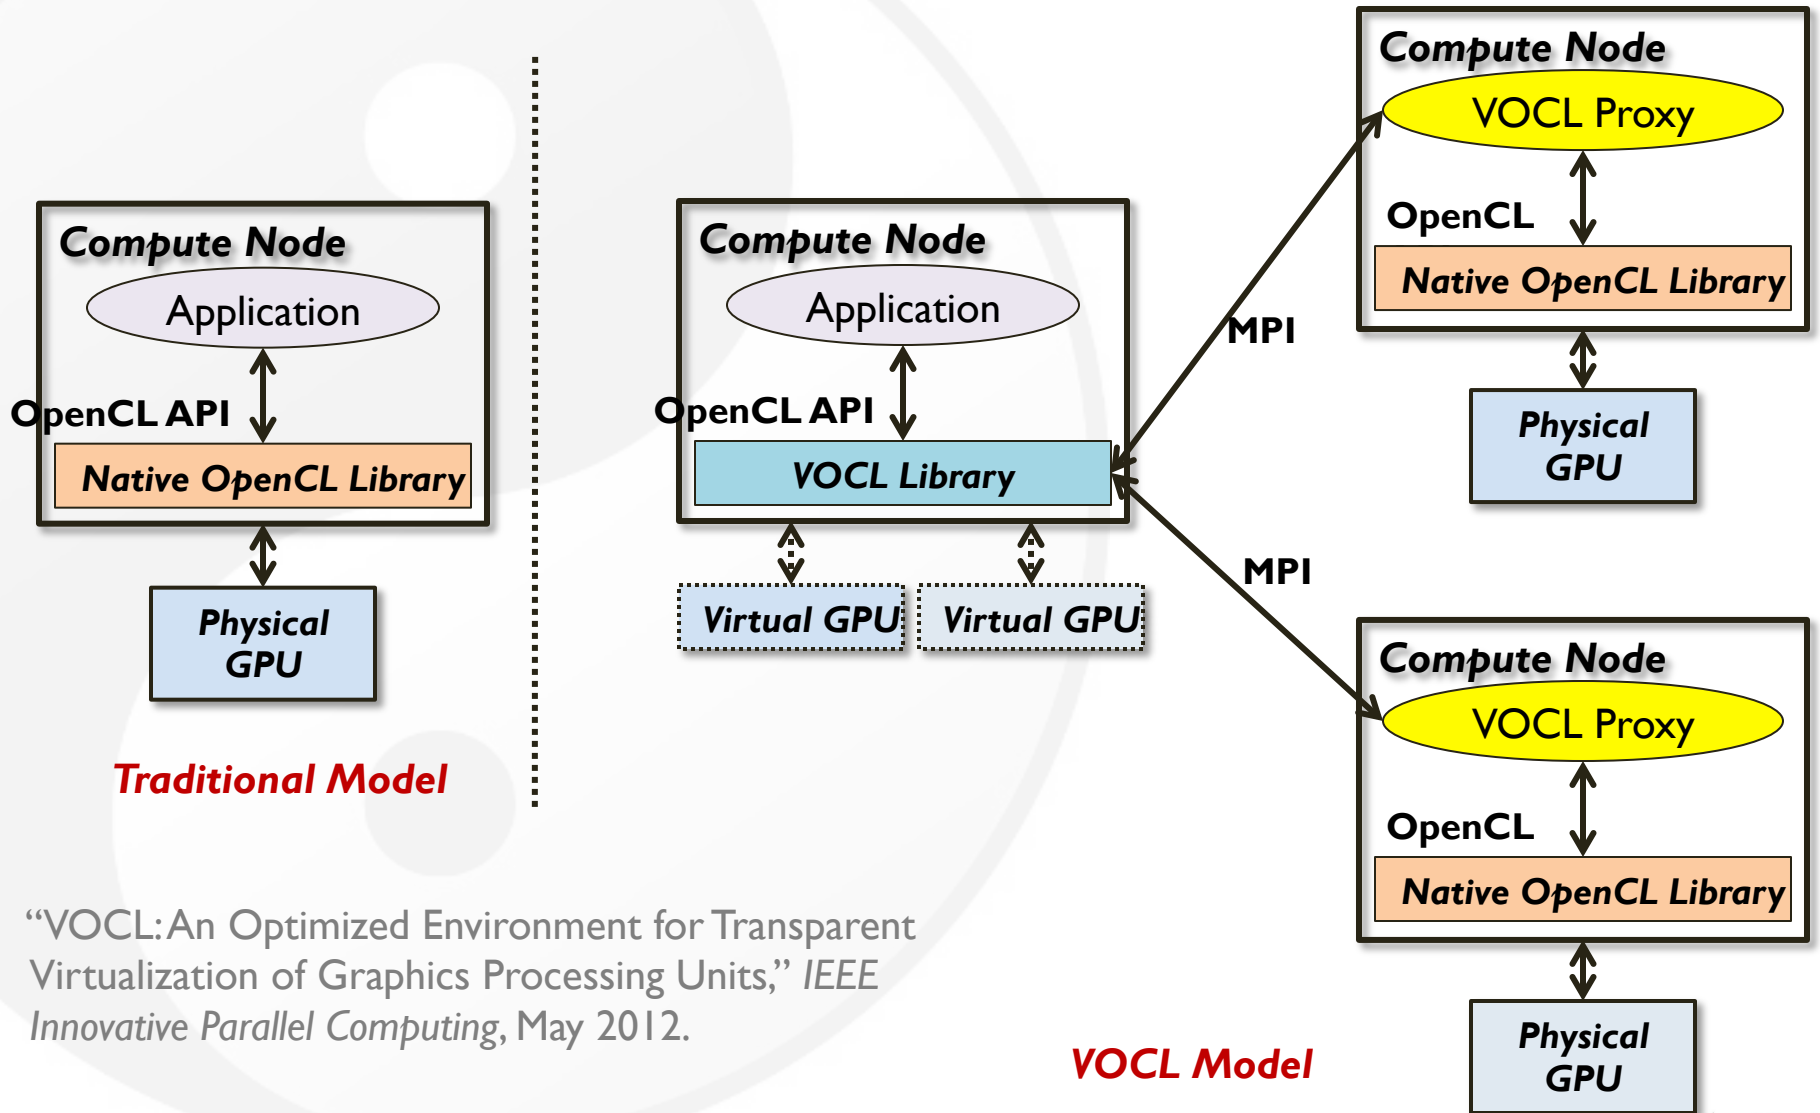 Compute Node
Application
OpenCL API
Native OpenCL Library
Physical
GPU
Traditional Model
Compute Node
Application
OpenCL API
VOCL Library
Virtual GPU
Virtual GPU
MPI
MPI
Compute Node
VOCL Proxy
OpenCL
Native OpenCL Library
Physical
GPU
Compute Node
VOCL Proxy
OpenCL
Native OpenCL Library
Physical
GPU
VOCL Model
“VOCL: An Optimized Environment for Transparent
Virtualization of Graphics Processing Units,” IEEE
Innovative Parallel Computing, May 2012.